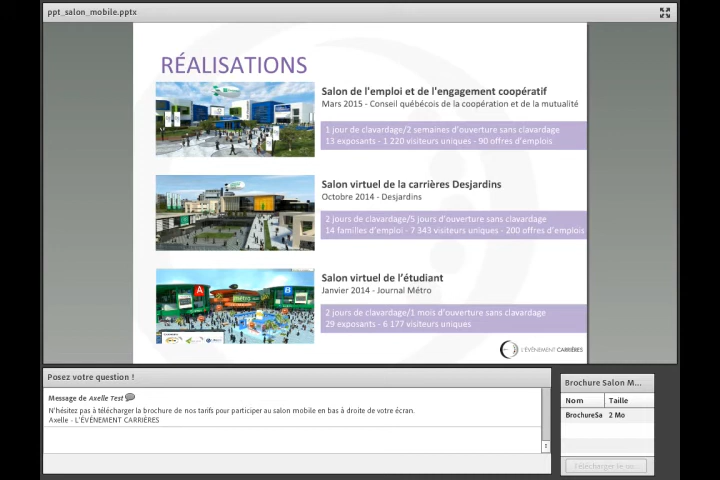 ppt_salon_mobile.pptx
RÉALISATIONS
Salon de l'emploi et de l'engagement coopératif
Mars 2015 - Conseil québécois de la coopération et de la mutualité
1 jour de clavardage/2 semaines d'ouverture sans clavardage
13 exposants - 1 220 visiteurs uniques - 90 offres d'emplois
Salon virtuel de la carrières Desjardins
Octobre 2014 - Desjardins
2 jours de clavardage/5 jours d'ouverture sans clavardage
14 familles d'emploi - 7 343 visiteurs uniques - 200 offres d'emplois
Salon virtuel de l'étudiant
Janvier 2014 - Journal Métro
2 jours de clavardage/1 mois d'ouverture sans clavardage
29 exposants - 6 177 visiteurs uniques
A
métro
B
L'ÉVÉNEMENT CARRIÈRES
Posez votre question !
Message de Axelle Test
N'hésitez pas à télécharger la brochure de nos tarifs pour participer au salon mobile en bas à droite de votre écran.
Axelle - L'ÉVÉNEMENT CARRIÈRES
Brochure Salon M...
Nom Taille
BrochureSa 2 Mo
Télécharger le